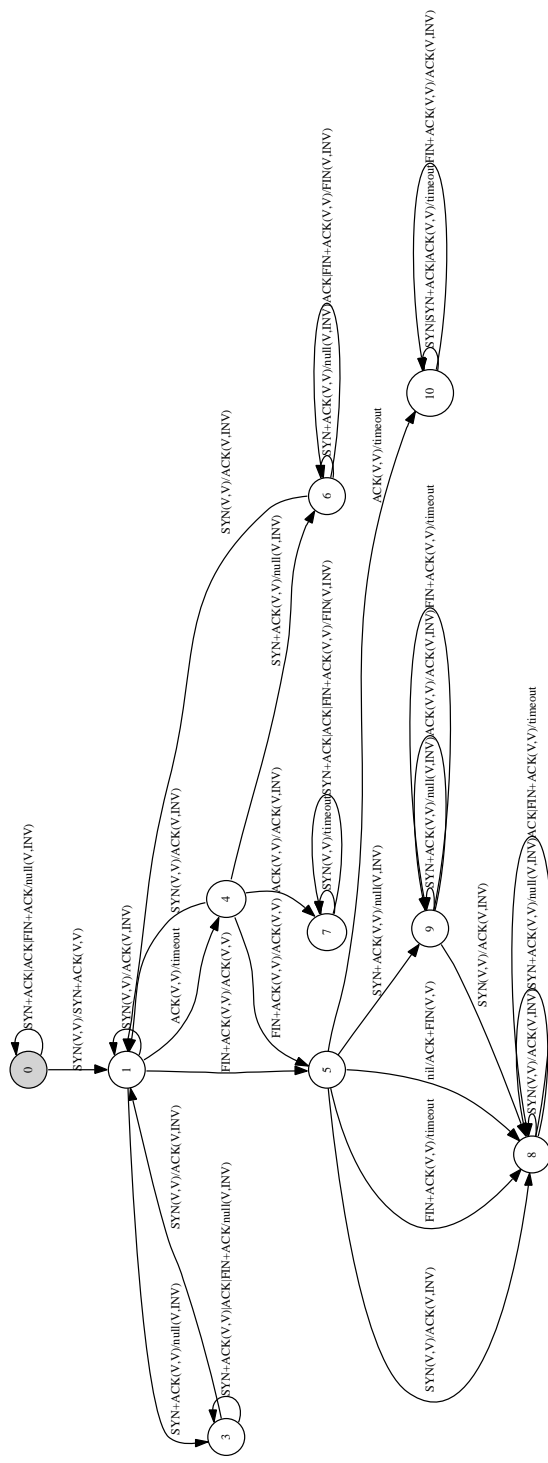 SYN+ACK|ACK|FIN+ACK/null(V,INV)
0
SYN(V,V)/SYN+ACK(V,V)
SYN(V,V)/ACK(V,INV)
1
SYN+ACK(V,V)/null(V,INV)
SYN(V,V)/ACK(V,INV)
ACK(V,V)/timeout
SYN(V,V)/ACK(V,INV)
SYN(V,V)/ACK(V,INV)
FIN+ACK(V,V)/ACK(V,V)
SYN+ACK(V,V)|ACK|FIN+ACK/null(V,INV)
3
4
FIN+ACK(V,V)/ACK(V,V)
ACK(V,V)/ACK(V,INV)
SYN+ACK(V,V)/null(V,INV)
SYN+ACK(V,V)/null(V,INV)
ACK|FIN+ACK(V,V)/FIN(V,INV)
6
SYN(V,V)/timeout
SYN+ACK|ACK|FIN+ACK(V,V)/FIN(V,INV)
7
5
SYN(V,V)/ACK(V,INV)
FIN+ACK(V,V)/timeout
nil/ACK+FIN(V,V)
SYN+ACK(V,V)/null(V,INV)
ACK(V,V)/timeout
SYN+ACK(V,V)/null(V,INV)
ACK(V,V)/ACK(V,INV)
FIN+ACK(V,V)/timeout
9
SYN|SYN+ACK|ACK(V,V)/timeout
FIN+ACK(V,V)/ACK(V,INV)
10
SYN(V,V)/ACK(V,INV)
SYN(V,V)/ACK(V,INV)
SYN+ACK(V,V)/null(V,INV)
ACK|FIN+ACK(V,V)/timeout
8